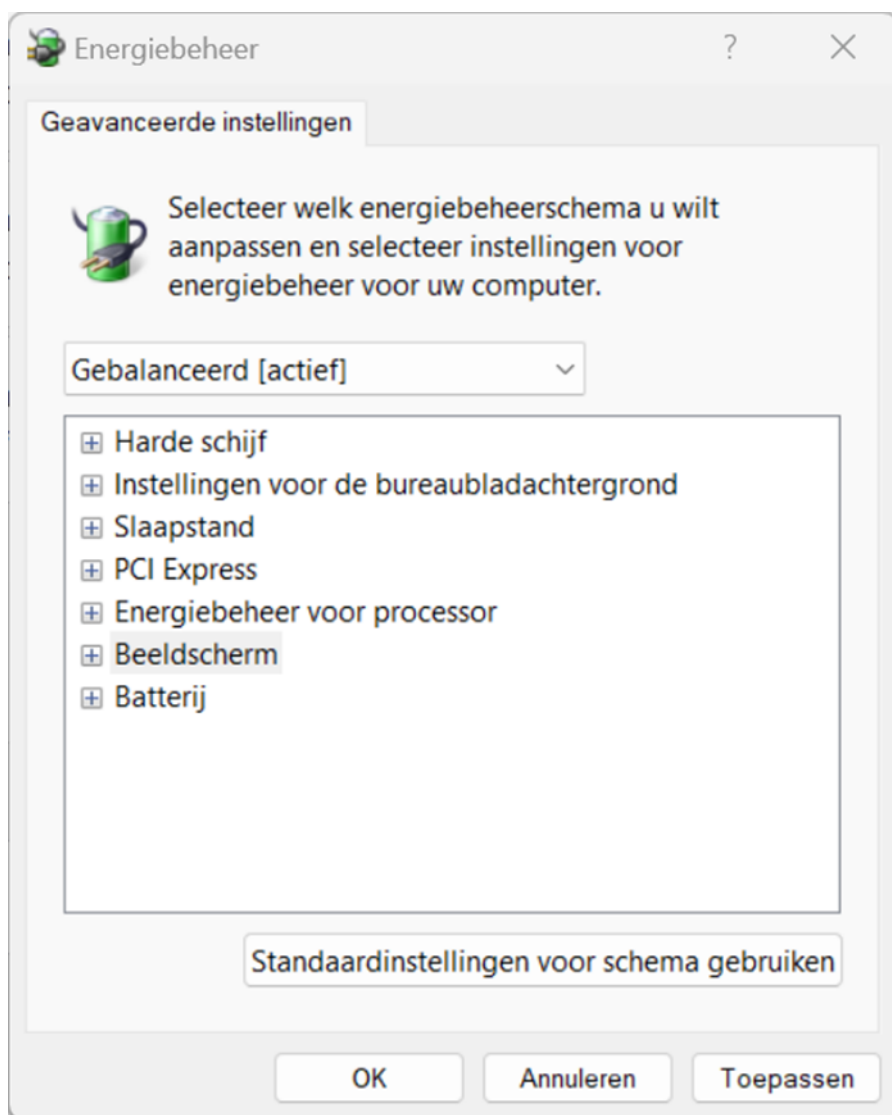 Energiebeheer
Geavanceerde instellingen
Selecteer welk energiebeheerschema u wilt
aanpassen en selecteer instellingen voor
energiebeheer voor uw computer.
Gebalanceerd [actief]
Harde schijf
Instellingen voor de bureaubladachtergrond
Slaapstand
PCI Express
Energiebeheer voor processor
Beeldscherm
Batterij
Standaardinstellingen voor schema gebruiken
OK Annuleren Toepassen